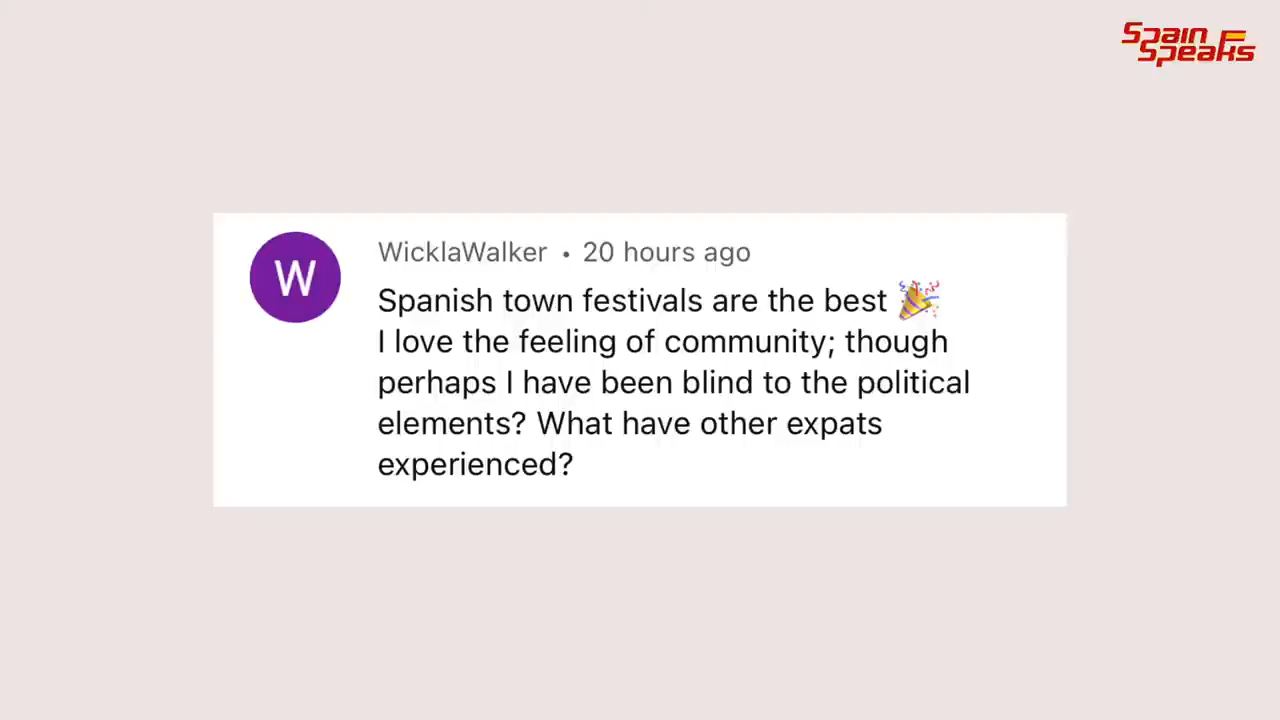 Spain
Speaks
WicklaWalker • 20 hours ago
Spanish town festivals are the best 🎉
I love the feeling of community; though
perhaps I have been blind to the political
elements? What have other expats
experienced?
W